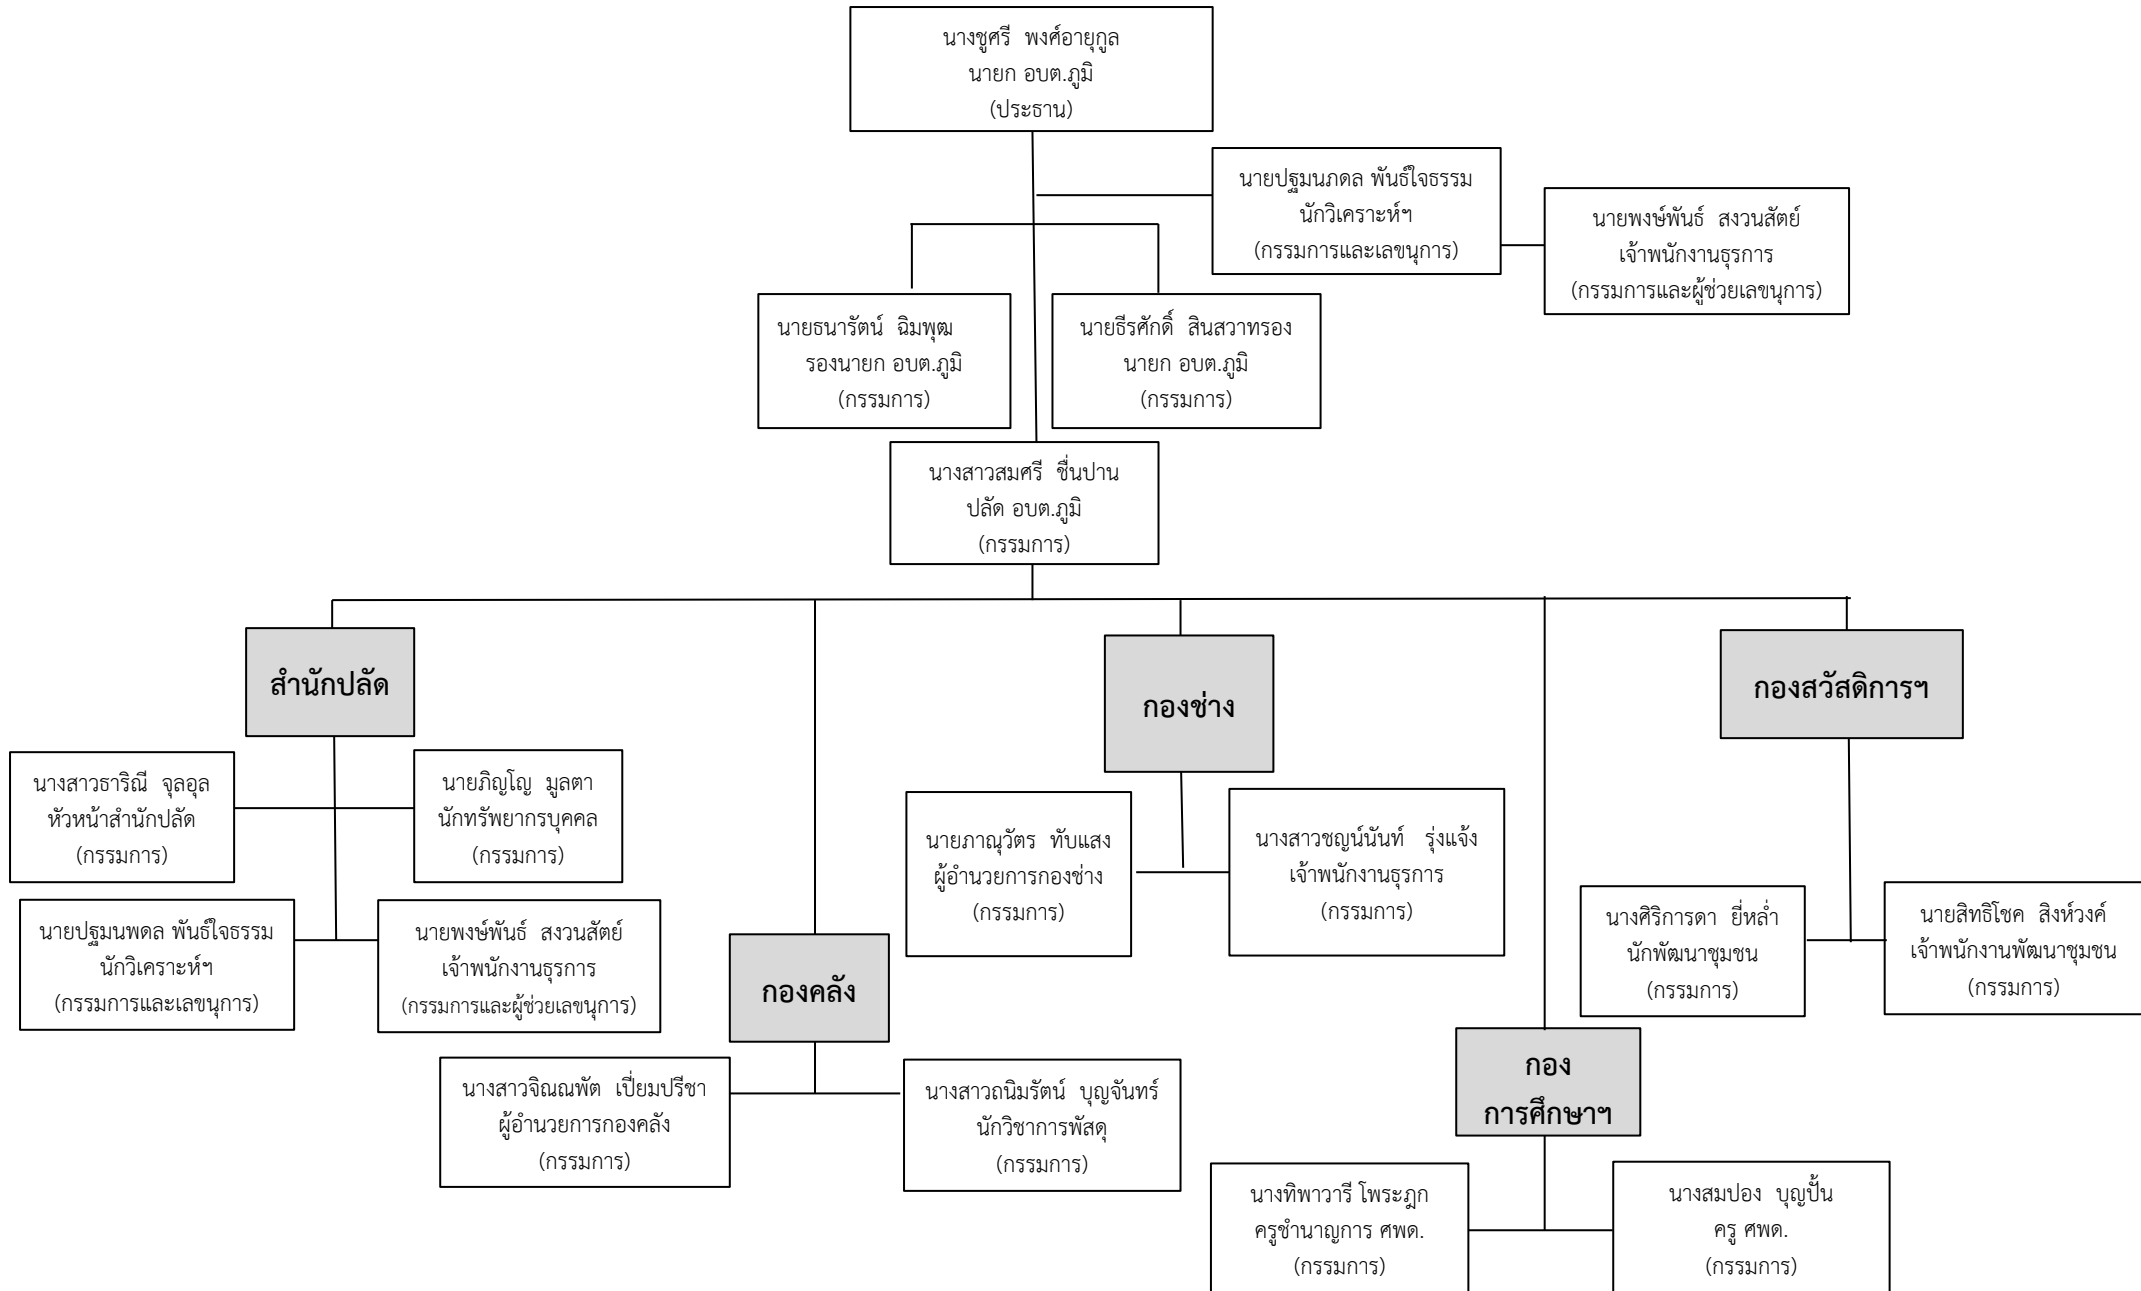 นางชูศรี พงศ์อายุกูล
นายก อบต.ภูมิ
(ประธาน)
นายปฐมนภดล พันธ์ใจธรรม
นักวิเคราะห์ฯ
(กรรมการและเลขนุการ)
นายพงษ์พันธ์ สงวนสัตย์
เจ้าพนักงานธุรการ
(กรรมการและผู้ช่วยเลขนุการ)
นายธนารัตน์ ฉิมพุฒ
รองนายก อบต.ภูมิ
(กรรมการ)
นายธีรศักดิ์ สินสวาทรอง
นายก อบต.ภูมิ
(กรรมการ)
นางสาวสมศรี ชื่นปาน
ปลัด อบต.ภูมิ
(กรรมการ)
สำนักปลัด
กองช่าง
กองสวัสดิการฯ
นางสาวธาริณี จุลอุล
หัวหน้าสำนักปลัด
(กรรมการ)
นายภิญโญ มูลตา
นักทรัพยากรบุคคล
(กรรมการ)
นายปฐมนพดล พันธ์ใจธรรม
นักวิเคราะห์ฯ
(กรรมการและเลขนุการ)
นายพงษ์พันธ์ สงวนสัตย์
เจ้าพนักงานธุรการ
(กรรมการและผู้ช่วยเลขนุการ)
นายภาณุวัตร ทับแสง
ผู้อำนวยการกองช่าง
(กรรมการ)
นางสาวชญน์นันท์ รุ่งแจ้ง
เจ้าพนักงานธุรการ
(กรรมการ)
นางศิริการดา ยี่หล่ำ
นักพัฒนาชุมชน
(กรรมการ)
นายสิทธิโชค สิงห์วงค์
เจ้าพนักงานพัฒนาชุมชน
(กรรมการ)
กองคลัง
นางสาวจิณณพัต เปี่ยมปรีชา
ผู้อำนวยการกองคลัง
(กรรมการ)
นางสาวถนิมรัตน์ บุญจันทร์
นักวิชาการพัสดุ
(กรรมการ)
กอง
การศึกษาฯ
นางทิพาวารี โพระฎก
ครูชำนาญการ ศพด.
(กรรมการ)
นางสมปอง บุญปั้น
ครู ศพด.
(กรรมการ)